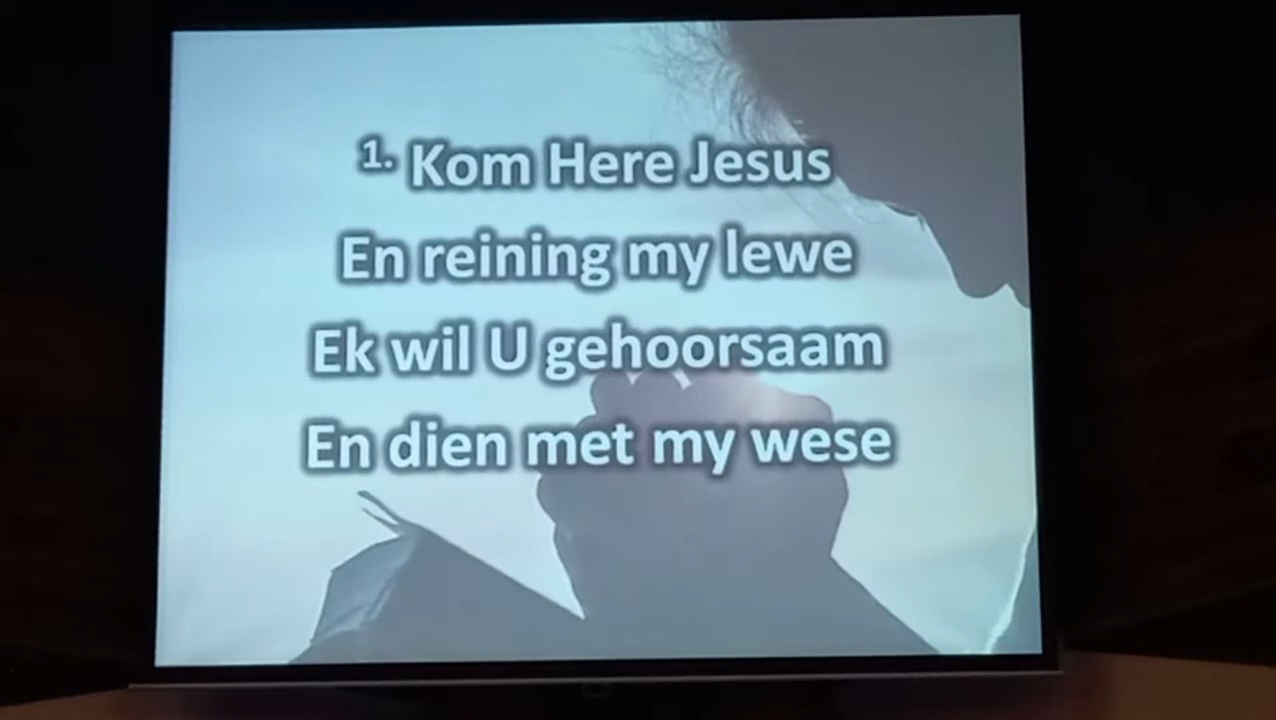 1. Kom Here Jesus
En reining my lewe
Ek wil U gehoorsaam
En dien met my wese